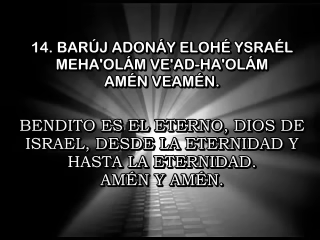 14. BARÚJ ADONÁY ELOHÉ YSRAÉL
MEHA'OLÁM VE'AD-HA'OLÁM
AMÉN VEAMÉN.
BENDITO ES EL ETERNO, DIOS DE
ISRAEL, DESDE LA ETERNIDAD Y
HASTA LA ETERNIDAD.
AMÉN Y AMÉN.